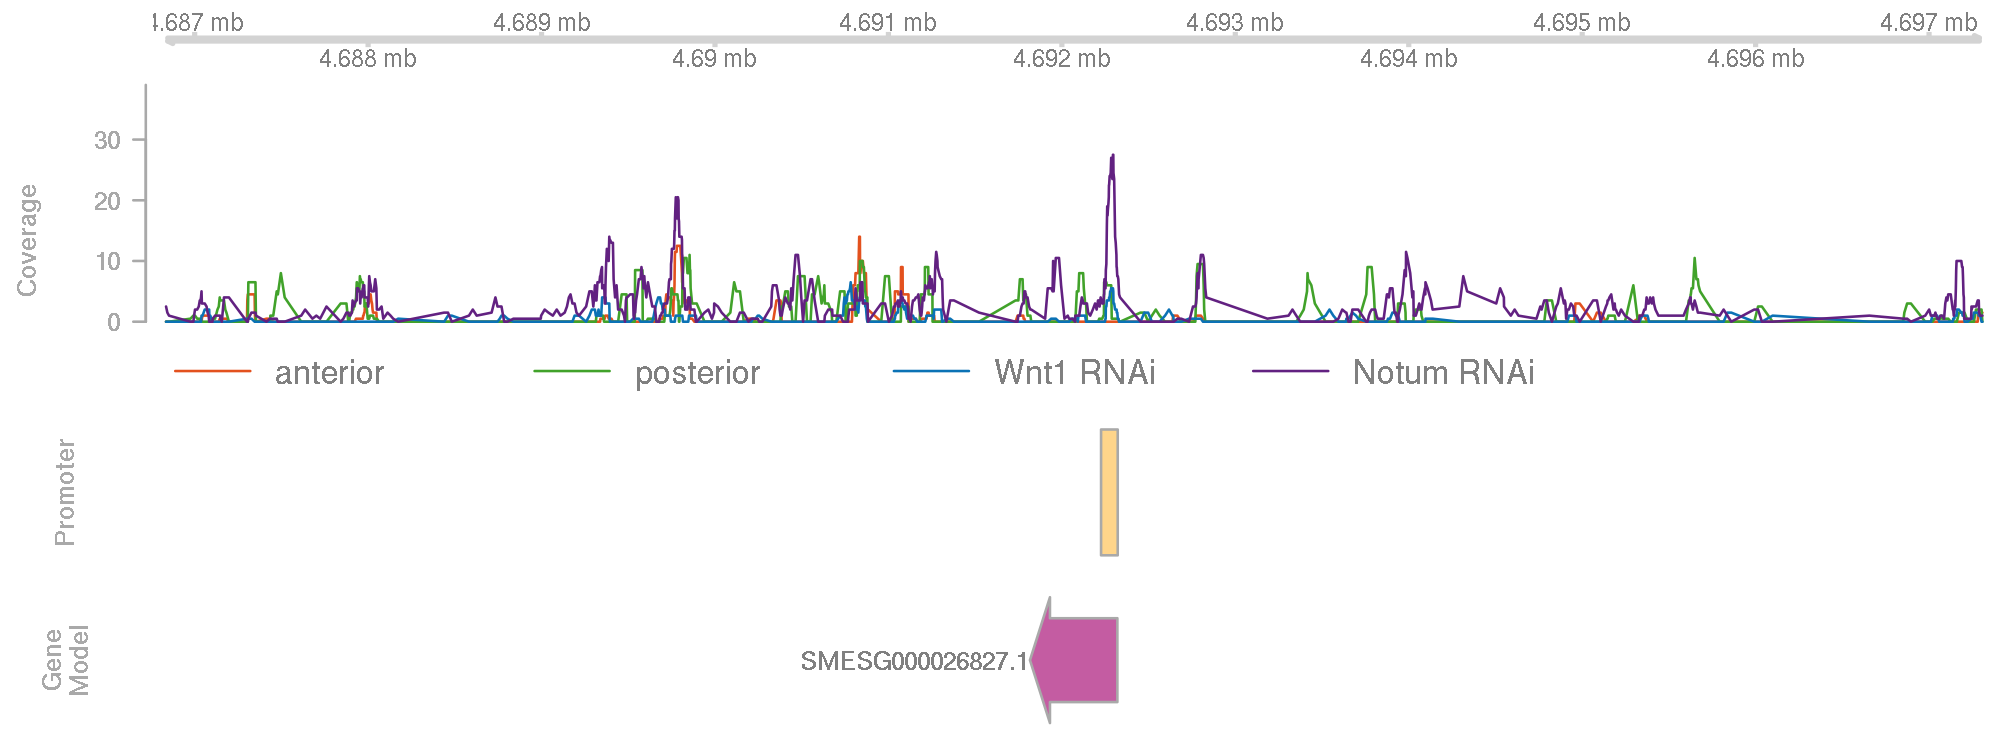 4.687 mb 4.689 mb 4.691 mb 4.693 mb 4.695 mb 4.697 mb
4.688 mb 4.69 mb 4.692 mb 4.694 mb 4.696 mb
Coverage
30
20
10
0
anterior posterior Wnt1 RNAi Notum RNAi
Promoter
Gene
Model
SMESG000026827.1